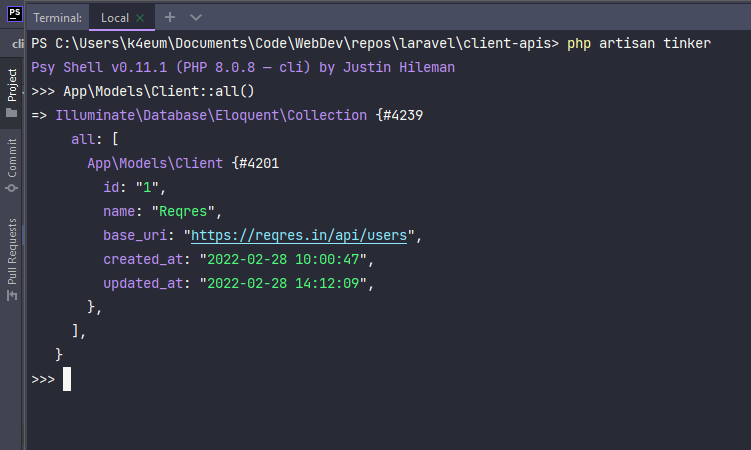 PS
Terminal:
Local
PS C:\Users\k4eum\Documents\Code\WebDev\repos\laravel\client-apis> php artisan tinker
Psy Shell v0.11.1 (PHP 8.0.8 — cli) by Justin Hileman
>>> App\Models\Client::all()
=> Illuminate\Database\Eloquent\Collection {#4239
all: [
App\Models\Client {#4201
id: "1",
name: "Reqres",
base_uri: "https://reqres.in/api/users",
created_at: "2022-02-28 10:00:47",
updated_at: "2022-02-28 14:12:09",
},
],
}
>>>
cli
Project
Commit
Pull Requests